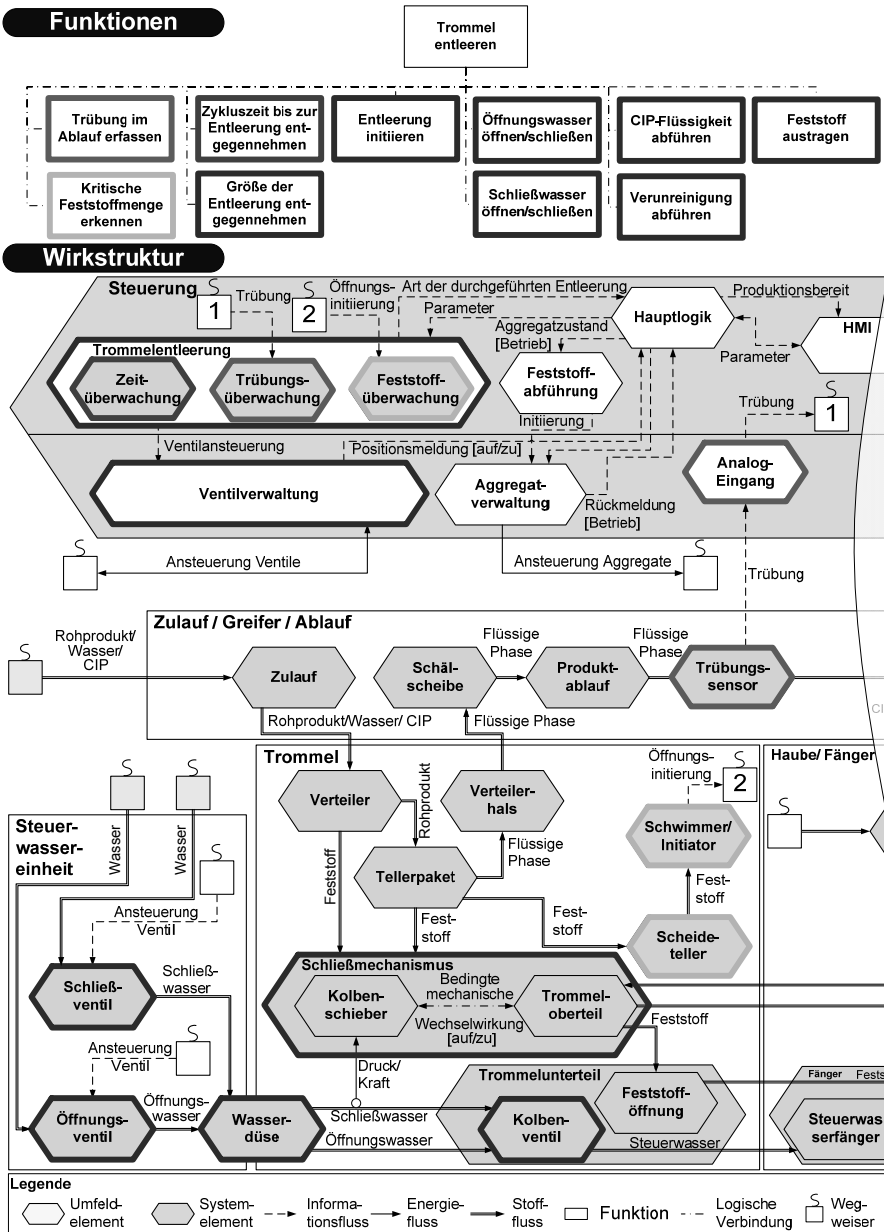 Funktionen
Trommel
entleeren
Trübung im
Ablauf erfassen
Zykluszeit bis zur
Entleerung ent-
gegennehmen
Entleerung
initiieren
Öffnungswasser
öffnen/schließen
CIP-Flüssigkeit
abführen
Feststoff
austragen
Kritische
Feststoffmenge
erkennen
Größe der
Entleerung ent-
gegennehmen
Schließwasser
öffnen/schließen
Verunreinigung
abführen
Wirkstruktur
Steuerung
1
Trübung
2
Öffnungs-
initiierung
Art der durchgeführten Entleerung
Parameter
Aggregatzustand
[Betrieb]
Hauptlogik
Produktionsbereit
HMI
Parameter
Trommelentleerung
Zeit-
überwachung
Trübungs-
überwachung
Feststoff-
überwachung
Feststoff-
abführung
Initiierung
Trübung
1
Ventilansteuerung
Positionsmeldung [auf/zu]
Ventilverwaltung
Aggregat-
verwaltung
Rückmeldung
[Betrieb]
Analog-
Eingang
Ansteuerung Ventile
Ansteuerung Aggregate
Trübung
Zulauf / Greifer / Ablauf
Rohprodukt/
Wasser/
CIP
Zulauf
Schäl-
scheibe
Flüssige
Phase
Produkt-
ablauf
Flüssige
Phase
Trübungs-
sensor
CI
Rohprodukt/Wasser/ CIP
Flüssige Phase
Trommel
Verteiler
Rohprodukt
Verteiler-
hals
Öffnungs-
initiierung
2
Haube/ Fänger
Schwimmer/
Initiator
Steuer-
wasser-
einheit
Wasser
Wasser
Feststoff
Tellerpaket
Flüssige
Phase
Fest-
stoff
Fest-
stoff
Fest-
stoff
Scheide-
teller
Ansteuerung
Ventil
Schließ-
ventil
Schließ-
wasser
Schließmechanismus
Kolben-
schieber
Bedingte
mechanische
Wechselwirkung
[auf/zu]
Trommel-
oberteil
Feststoff
Ansteuerung
Ventil
Druck/
Kraft
Trommelunterteil
Feststoff-
öffnung
Fänger
Fests
Öffnungs-
ventil
Öffnungs-
wasser
Wasser-
düse
Schließwasser
Öffnungswasser
Kolben-
ventil
Steuerwasser
Steuerwas
serfänger
Legende
Umfeld-
element
System-
element
Informa-
tionsfluss
Energie-
fluss
Stoff-
fluss
Funktion
Logische
Verbindung
Weg-
weiser